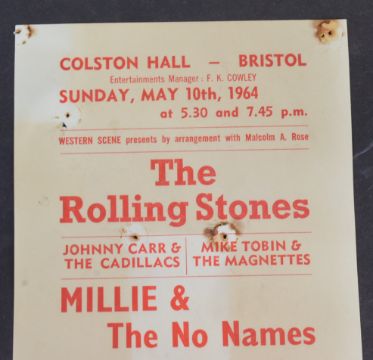 COLSTON HALL – BRISTOL
Entertainments Manager: F. K. COWLEY
SUNDAY, MAY 10th, 1964
at 5.30 and 7.45 p.m.
WESTERN SCENE presents by arrangement with Malcolm A. Rose
The
Rolling Stones
JOHNNY CARR &
THE CADILLACS
MIKE TOBIN &
THE MAGNETTES
MILLIE &
The No Names